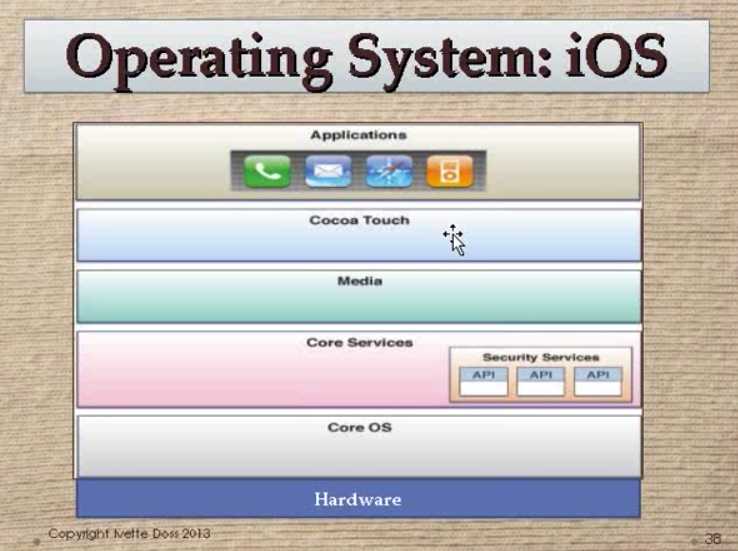 Operating System: iOS
Applications
Cocoa Touch
Media
Core Services
Security Services
API API API
Core OS
Hardware
Copyright Ivette Doss 2013
38